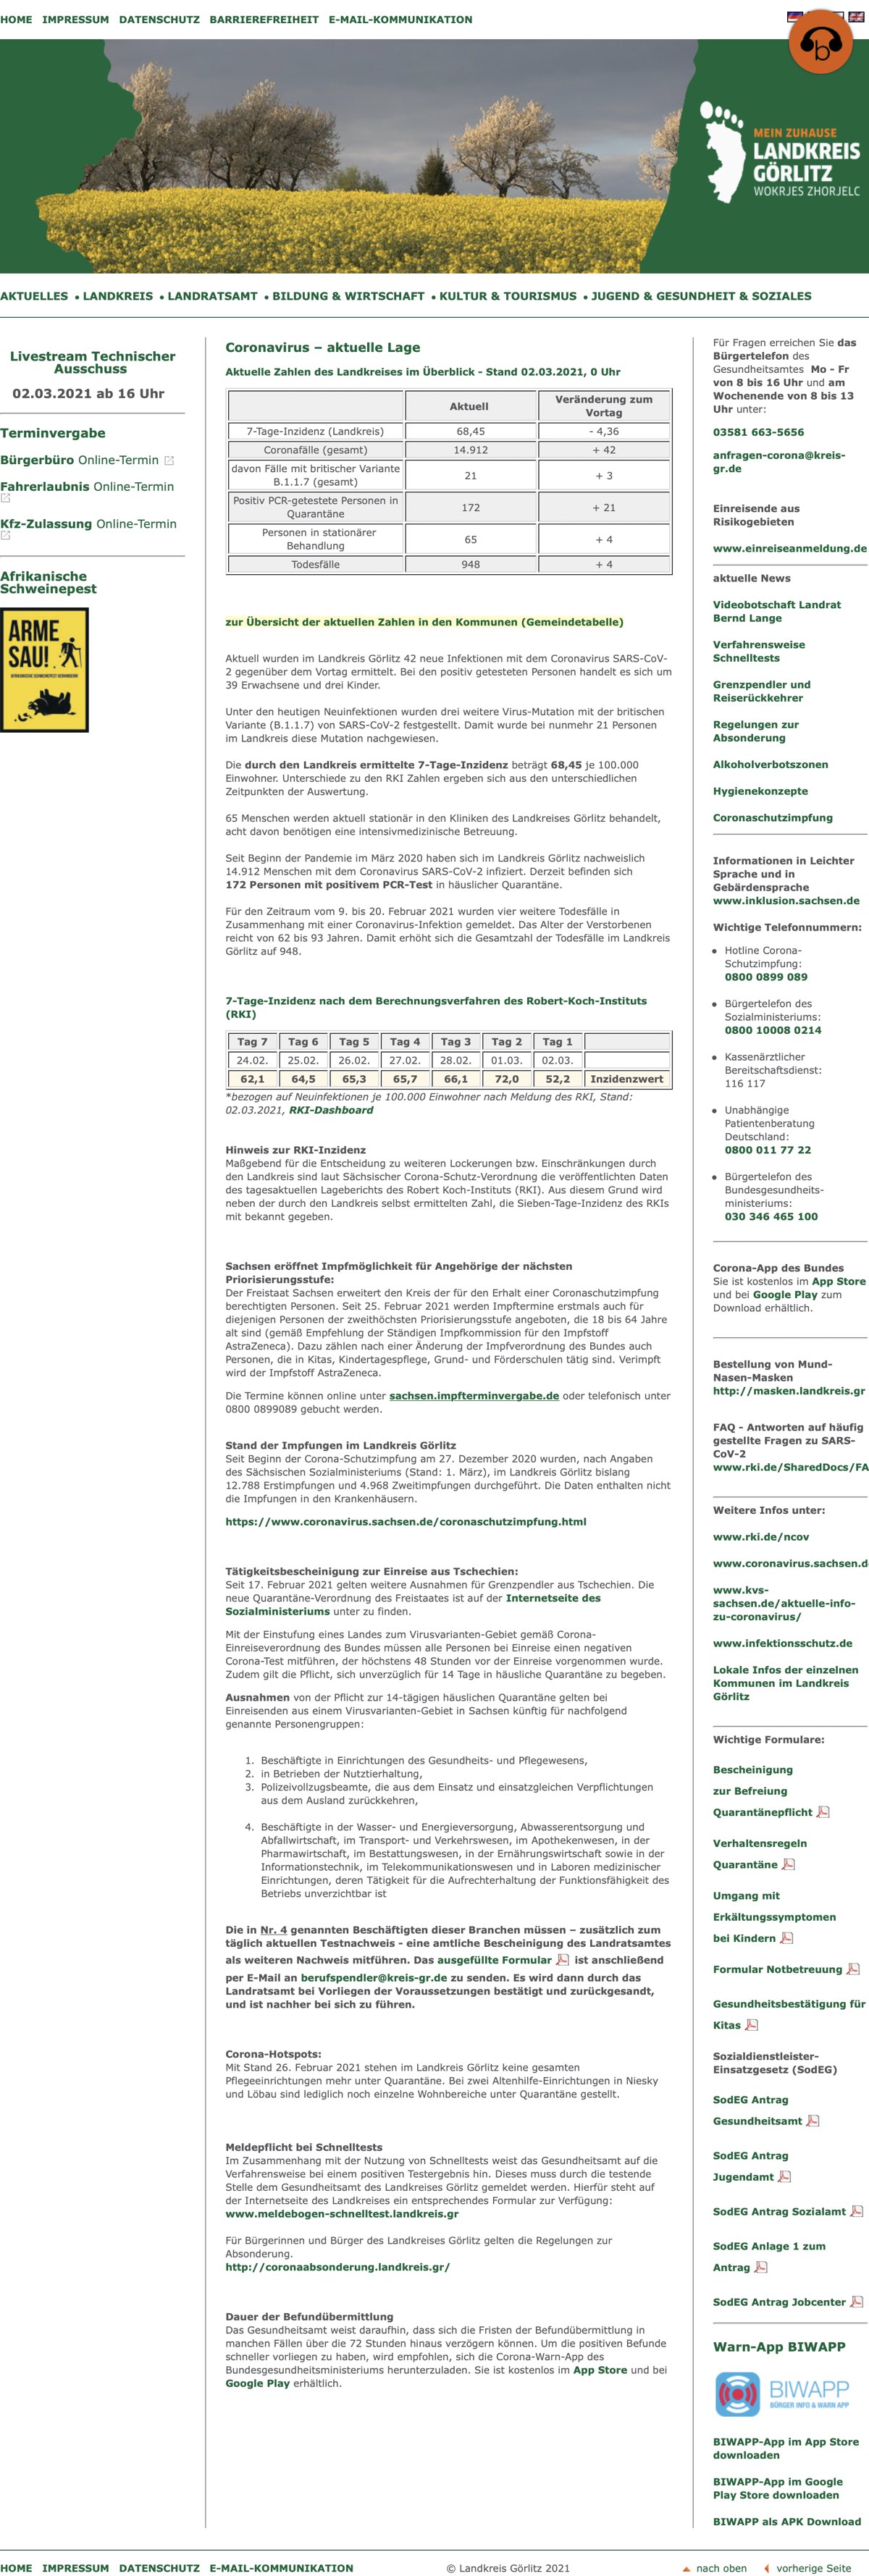 HOME IMPRESSUM DATENSCHUTZ BARRIEREFREIHEIT E-MAIL-KOMMUNIKATION
b
MEIN ZUHAUSE
LANDKREIS
GÖRLITZ
WOKRJES ZHORJELC
AKTUELLES • LANDKREIS • LANDRATSAMT • BILDUNG & WIRTSCHAFT • KULTUR & TOURISMUS • JUGEND & GESUNDHEIT & SOZIALES
Livestream Technischer
Ausschuss
02.03.2021 ab 16 Uhr
Terminvergabe
Bürgerbüro Online-Termin
Fahrerlaubnis Online-Termin
Kfz-Zulassung Online-Termin
Afrikanische
Schweinepest
ARME
SAU!
Coronavirus – aktuelle Lage
Aktuelle Zahlen des Landkreises im Überblick - Stand 02.03.2021, 0 Uhr
Aktuell Veränderung zum
Vortag
7-Tage-Inzidenz (Landkreis) 68,45 - 4,36
Coronafälle (gesamt) 14.912 + 42
davon Fälle mit britischer Variante
B.1.1.7 (gesamt) 21 + 3
Positiv PCR-getestete Personen in
Quarantäne 172 + 21
Personen in stationärer
Behandlung 65 + 4
Todesfälle 948 + 4
zur Übersicht der aktuellen Zahlen in den Kommunen (Gemeindetabelle)
Aktuell wurden im Landkreis Görlitz 42 neue Infektionen mit dem Coronavirus SARS-CoV-
2 gegenüber dem Vortag ermittelt. Bei den positiv getesteten Personen handelt es sich um
39 Erwachsene und drei Kinder.
Unter den heutigen Neuinfektionen wurden drei weitere Virus-Mutation mit der britischen
Variante (B.1.1.7) von SARS-CoV-2 festgestellt. Damit wurde bei nunmehr 21 Personen
im Landkreis diese Mutation nachgewiesen.
Die durch den Landkreis ermittelte 7-Tage-Inzidenz beträgt 68,45 je 100.000
Einwohner. Unterschiede zu den RKI Zahlen ergeben sich aus den unterschiedlichen
Zeitpunkten der Auswertung.
65 Menschen werden aktuell stationär in den Kliniken des Landkreises Görlitz behandelt,
acht davon benötigen eine intensivmedizinische Betreuung.
Seit Beginn der Pandemie im März 2020 haben sich im Landkreis Görlitz nachweislich
14.912 Menschen mit dem Coronavirus SARS-CoV-2 infiziert. Derzeit befinden sich
172 Personen mit positivem PCR-Test in häuslicher Quarantäne.
Für den Zeitraum vom 9. bis 20. Februar 2021 wurden vier weitere Todesfälle in
Zusammenhang mit einer Coronavirus-Infektion gemeldet. Das Alter der Verstorbenen
reicht von 62 bis 93 Jahren. Damit erhöht sich die Gesamtzahl der Todesfälle im Landkreis
Görlitz auf 948.
7-Tage-Inzidenz nach dem Berechnungsverfahren des Robert-Koch-Instituts
(RKI)
Tag 7 Tag 6 Tag 5 Tag 4 Tag 3 Tag 2 Tag 1
24.02. 25.02. 26.02. 27.02. 28.02. 01.03. 02.03.
62,1 64,5 65,3 65,7 66,1 72,0 52,2 Inzidenzwert
*bezogen auf Neuinfektionen je 100.000 Einwohner nach Meldung des RKI, Stand:
02.03.2021, RKI-Dashboard
Hinweis zur RKI-Inzidenz
Maßgebend für die Entscheidung zu weiteren Lockerungen bzw. Einschränkungen durch
den Landkreis sind laut Sächsischer Corona-Schutz-Verordnung die veröffentlichten Daten
des tagesaktuellen Lageberichts des Robert Koch-Instituts (RKI). Aus diesem Grund wird
neben der durch den Landkreis selbst ermittelten Zahl, die Sieben-Tage-Inzidenz des RKIs
mit bekannt gegeben.
Sachsen eröffnet Impfmöglichkeit für Angehörige der nächsten
Priorisierungsstufe:
Der Freistaat Sachsen erweitert den Kreis der für den Erhalt einer Coronaschutzimpfung
berechtigten Personen. Seit 25. Februar 2021 werden Impftermine erstmals auch für
diejenigen Personen der zweithöchsten Priorisierungsstufe angeboten, die 18 bis 64 Jahre
alt sind (gemäß Empfehlung der Ständigen Impfkommission für den Impfstoff
AstraZeneca). Dazu zählen nach einer Änderung der Impfverordnung des Bundes auch
Personen, die in Kitas, Kindertagespflege, Grund- und Förderschulen tätig sind. Verimpft
wird der Impfstoff AstraZeneca.
Die Termine können online unter sachsen.impfterminvergabe.de oder telefonisch unter
0800 0899089 gebucht werden.
Stand der Impfungen im Landkreis Görlitz
Seit Beginn der Corona-Schutzimpfung am 27. Dezember 2020 wurden, nach Angaben
des Sächsischen Sozialministeriums (Stand: 1. März), im Landkreis Görlitz bislang
12.788 Erstimpfungen und 4.968 Zweitimpfungen durchgeführt. Die Daten enthalten nicht
die Impfungen in den Krankenhäusern.
https://www.coronavirus.sachsen.de/coronaschutzimpfung.html
Tätigkeitsbescheinigung zur Einreise aus Tschechien:
Seit 17. Februar 2021 gelten weitere Ausnahmen für Grenzpendler aus Tschechien. Die
neue Quarantäne-Verordnung des Freistaates ist auf der Internetseite des
Sozialministeriums unter zu finden.
Mit der Einstufung eines Landes zum Virusvarianten-Gebiet gemäß Corona-
Einreiseverordnung des Bundes müssen alle Personen bei Einreise einen negativen
Corona-Test mitführen, der höchstens 48 Stunden vor der Einreise vorgenommen wurde.
Zudem gilt die Pflicht, sich unverzüglich für 14 Tage in häusliche Quarantäne zu begeben.
Ausnahmen von der Pflicht zur 14-tägigen häuslichen Quarantäne gelten bei
Einreisenden aus einem Virusvarianten-Gebiet in Sachsen künftig für nachfolgend
genannte Personengruppen:
1. Beschäftigte in Einrichtungen des Gesundheits- und Pflegewesens,
2. in Betrieben der Nutztierhaltung,
3. Polizeivollzugsbeamte, die aus dem Einsatz und einsatzgleichen Verpflichtungen
aus dem Ausland zurückkehren,
4. Beschäftigte in der Wasser- und Energieversorgung, Abwasserentsorgung und
Abfallwirtschaft, im Transport- und Verkehrswesen, im Apothekenwesen, in der
Pharmawirtschaft, im Bestattungswesen, in der Ernährungswirtschaft sowie in der
Informationstechnik, im Telekommunikationswesen und in Laboren medizinischer
Einrichtungen, deren Tätigkeit für die Aufrechterhaltung der Funktionsfähigkeit des
Betriebs unverzichtbar ist
Die in Nr. 4 genannten Beschäftigten dieser Branchen müssen – zusätzlich zum
täglich aktuellen Testnachweis - eine amtliche Bescheinigung des Landratsamtes
als weiteren Nachweis mitführen. Das ausgefüllte Formular ist anschließend
per E-Mail an berufspendler@kreis-gr.de zu senden. Es wird dann durch das
Landratsamt bei Vorliegen der Voraussetzungen bestätigt und zurückgesandt,
und ist nachher bei sich zu führen.
Corona-Hotspots:
Mit Stand 26. Februar 2021 stehen im Landkreis Görlitz keine gesamten
Pflegeeinrichtungen mehr unter Quarantäne. Bei zwei Altenhilfe-Einrichtungen in Niesky
und Löbau sind lediglich noch einzelne Wohnbereiche unter Quarantäne gestellt.
Meldepflicht bei Schnelltests
Im Zusammenhang mit der Nutzung von Schnelltests weist das Gesundheitsamt auf die
Verfahrensweise bei einem positiven Testergebnis hin. Dieses muss durch die testende
Stelle dem Gesundheitsamt des Landkreises Görlitz gemeldet werden. Hierfür steht auf
der Internetseite des Landkreises ein entsprechendes Formular zur Verfügung:
www.meldebogen-schnelltest.landkreis.gr
Für Bürgerinnen und Bürger des Landkreises Görlitz gelten die Regelungen zur
Absonderung.
http://coronaabsonderung.landkreis.gr/
Dauer der Befundübermittlung
Das Gesundheitsamt weist daraufhin, dass sich die Fristen der Befundübermittlung in
manchen Fällen über die 72 Stunden hinaus verzögern können. Um die positiven Befunde
schneller vorliegen zu haben, wird empfohlen, sich die Corona-Warn-App des
Bundesgesundheitsministeriums herunterzuladen. Sie ist kostenlos im App Store und bei
Google Play erhältlich.
Für Fragen erreichen Sie das
Bürgertelefon des
Gesundheitsamtes Mo - Fr
von 8 bis 16 Uhr und am
Wochenende von 8 bis 13
Uhr unter:
03581 663-5656
anfragen-corona@kreis-
gr.de
Einreisende aus
Risikogebieten
www.einreiseanmeldung.de
aktuelle News
Videobotschaft Landrat
Bernd Lange
Verfahrensweise
Schnelltests
Grenzpendler und
Reiserückkehrer
Regelungen zur
Absonderung
Alkoholverbotszonen
Hygienekonzepte
Coronaschutzimpfung
Informationen in Leichter
Sprache und in
Gebärdensprache
www.inklusion.sachsen.de
Wichtige Telefonnummern:
• Hotline Corona-
Schutzimpfung:
0800 0899 089
• Bürgertelefon des
Sozialministeriums:
0800 10008 0214
• Kassenärztlicher
Bereitschaftsdienst:
116 117
• Unabhängige
Patientenberatung
Deutschland:
0800 011 77 22
• Bürgertelefon des
Bundesgesundheits-
ministeriums:
030 346 465 100
Corona-App des Bundes
Sie ist kostenlos im App Store
und bei Google Play zum
Download erhältlich.
Bestellung von Mund-
Nasen-Masken
http://masken.landkreis.gr
FAQ - Antworten auf häufig
gestellte Fragen zu SARS-
CoV-2
www.rki.de/SharedDocs/FA
Weitere Infos unter:
www.rki.de/ncov
www.coronavirus.sachsen.d
www.kvs-
sachsen.de/aktuelle-info-
zu-coronavirus/
www.infektionsschutz.de
Lokale Infos der einzelnen
Kommunen im Landkreis
Görlitz
Wichtige Formulare:
Bescheinigung
zur Befreiung
Quarantänepflicht
Verhaltensregeln
Quarantäne
Umgang mit
Erkältungssymptomen
bei Kindern
Formular Notbetreuung
Gesundheitsbestätigung für
Kitas
Sozialdienstleister-
Einsatzgesetz (SodEG)
SodEG Antrag
Gesundheitsamt
SodEG Antrag
Jugendamt
SodEG Antrag Sozialamt
SodEG Anlage 1 zum
Antrag
SodEG Antrag Jobcenter
Warn-App BIWAPP
BIWAPP
BÜRGER INFO & WARN APP
BIWAPP-App im App Store
downloaden
BIWAPP-App im Google
Play Store downloaden
BIWAPP als APK Download
HOME IMPRESSUM DATENSCHUTZ E-MAIL-KOMMUNIKATION © Landkreis Görlitz 2021 nach oben vorherige Seite